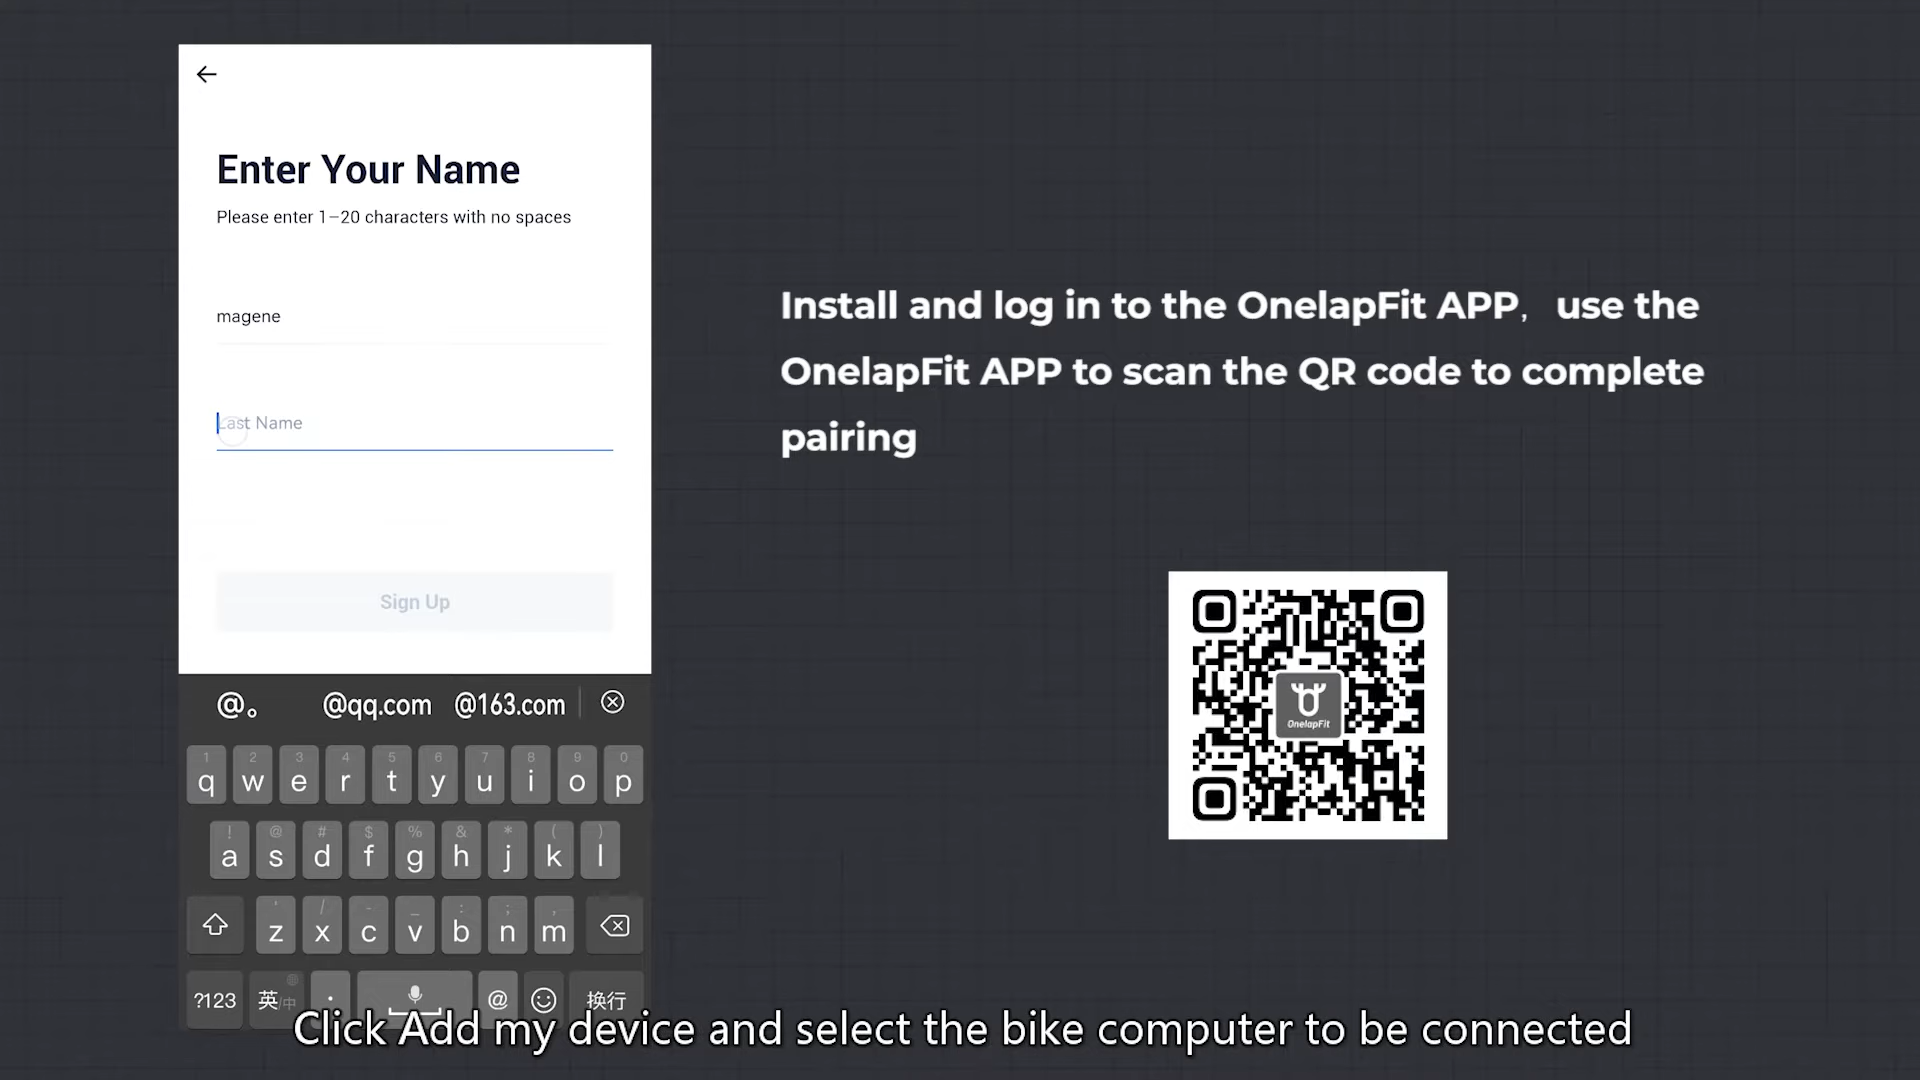 Enter Your Name
Please enter 1–20 characters with no spaces
magene
Last Name
Sign Up
Install and log in to the OnelapFit APP， use the
OnelapFit APP to scan the QR code to complete
pairing
OnelapFit
@。 @qq.com @163.com
1 2 3 4 5 6 7 8 9 0
q w e r t y u i o p
! @ # $ % & * ( )
a s d f g h j k l
' / - _ : ; ,
z x c v b n m
?123 英/中 . @ 换行
Click Add my device and select the bike computer to be connected